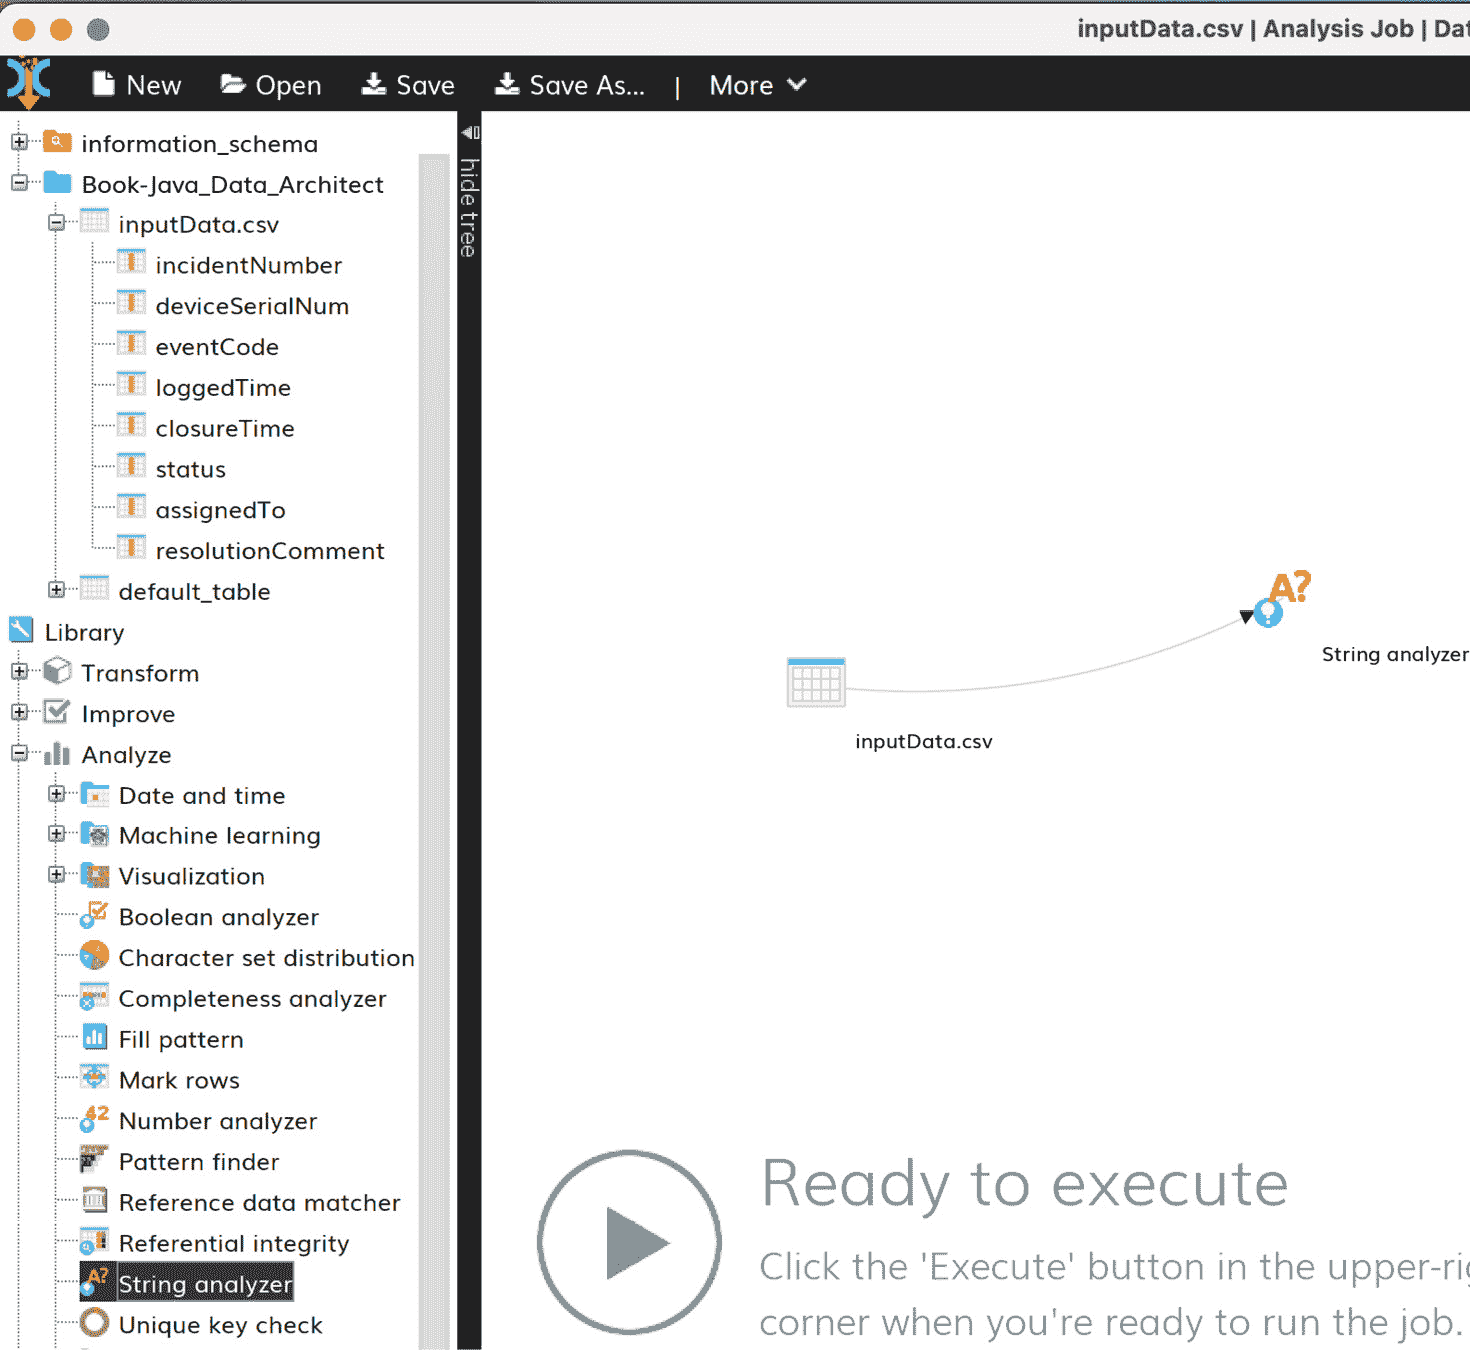 inputData.csv | Analysis Job | Dat
New Open Save Save As... | More
information_schema
Book-Java_Data_Architect
inputData.csv
incidentNumber
deviceSerialNum
eventCode
loggedTime
closureTime
status
assignedTo
resolutionComment
default_table
Library
Transform
Improve
Analyze
Date and time
Machine learning
Visualization
Boolean analyzer
Character set distribution
Completeness analyzer
Fill pattern
Mark rows
42
Number analyzer
Pattern finder
Reference data matcher
Referential integrity
A?
String analyzer
Unique key check
hide tree
A?
String analyzer
inputData.csv
Ready to execute
Click the 'Execute' button in the upper-rig
corner when you're ready to run the job.